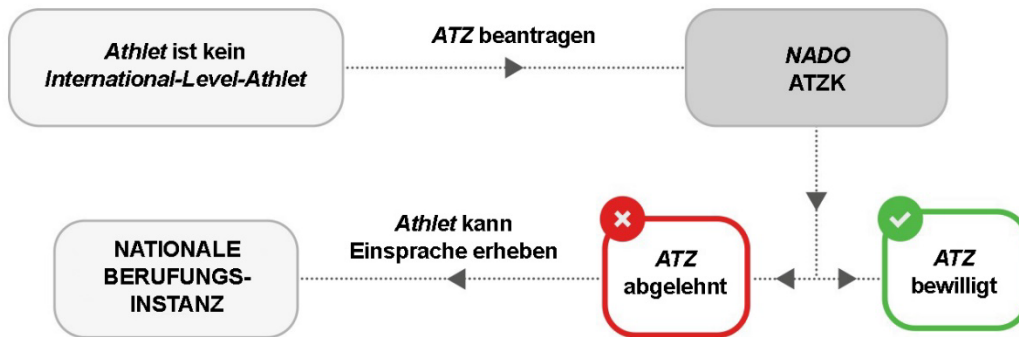 Athlet ist kein
International-Level-Athlet
ATZ beantragen
NADO
ATZK
NATIONALE
BERUFUNGS-
INSTANZ
Athlet kann
Einsprache erheben
ATZ
abgelehnt
ATZ
bewilligt